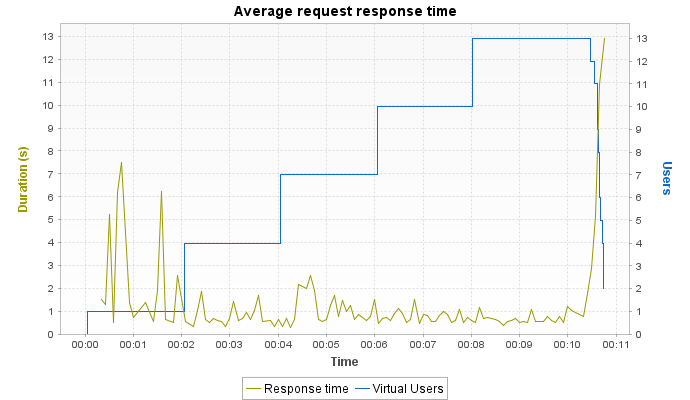 Average request response time
13 13
12 12
11 11
10 10
9 9
8 8
7 7
6 6
5 5
4 4
3 3
2 2
1 1
0 0
Duration (s)
Users
00:00 00:01 00:02 00:03 00:04 00:05 00:06 00:07 00:08 00:09 00:10 00:11
Time
Response time Virtual Users